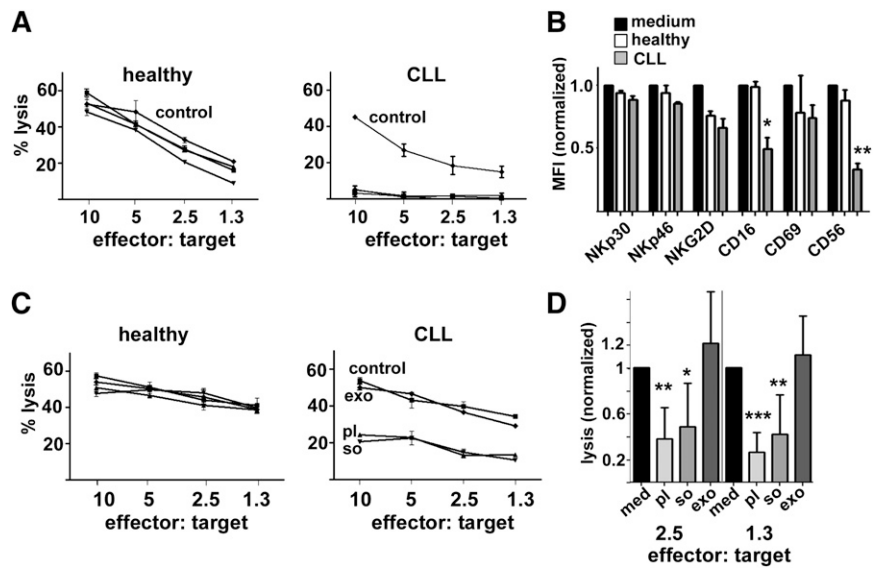 A
healthy
CLL
% lysis
60
40
20
control
10 5 2.5 1.3
effector: target
60
40
20
control
10 5 2.5 1.3
effector: target
B
medium
healthy
CLL
MFI (normalized)
1.0
0.5
*
**
NKp30 NKp46 NKG2D CD16 CD69 CD56
C
healthy
CLL
% lysis
60
40
20
10 5 2.5 1.3
effector: target
60
40
20
control
exo
pl
so
10 5 2.5 1.3
effector: target
D
lysis (normalized)
1.2
1
0.6
0.2
** * *** **
med pl so exo med pl so exo
2.5 1.3
effector: target